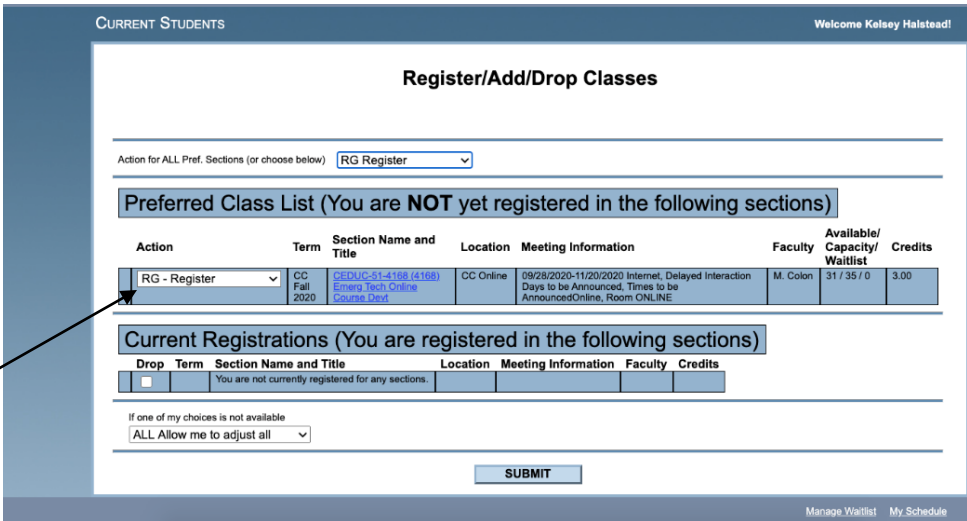 CURRENT STUDENTS
Welcome Kelsey Halstead!
Register/Add/Drop Classes
Action for ALL Pref. Sections (or choose below) RG Register
Preferred Class List (You are NOT yet registered in the following sections)
Action Term Section Name and Title Location Meeting Information Faculty Available/ Capacity/ Waitlist Credits
RG - Register
CC
Fall
2020
CEDUC-51-4168 (4168)
Emerg Tech Online
Course Devt
CC Online
09/28/2020-11/20/2020 Internet, Delayed Interaction
Days to be Announced, Times to be
AnnouncedOnline, Room ONLINE
M. Colon
31 / 35 / 0
3.00
Current Registrations (You are registered in the following sections)
Drop Term Section Name and Title Location Meeting Information Faculty Credits
You are not currently registered for any sections.
If one of my choices is not available
ALL Allow me to adjust all
SUBMIT
Manage Waitlist My Schedule